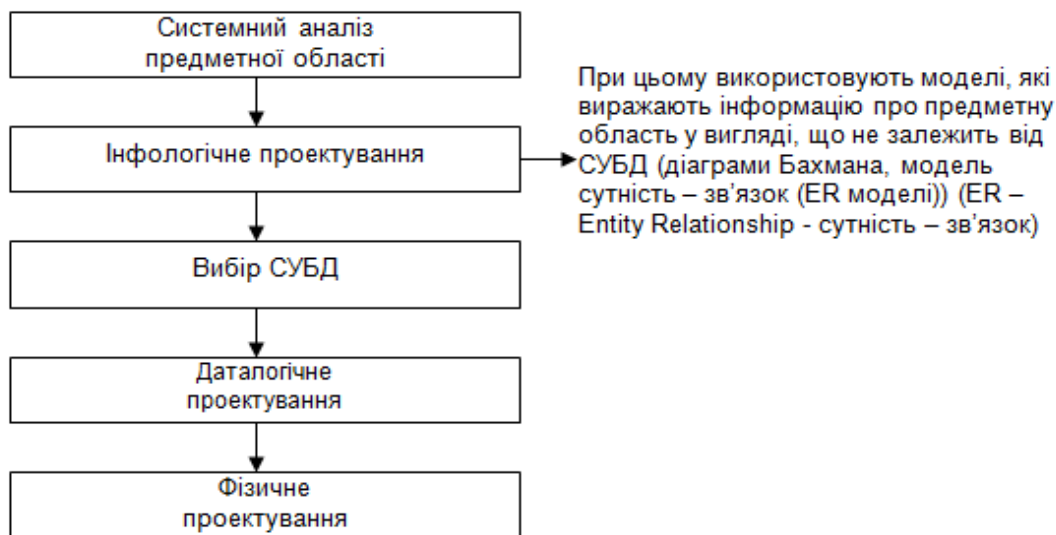 Системний аналіз
предметної області
При цьому використовують моделі, які
виражають інформацію про предметну
область у вигляді, що не залежить від
СУБД (діаграми Бахмана, модель
сутність – зв’язок (ER моделі)) (ER –
Entity Relationship - сутність – зв’язок)
Інфологічне проектування
Вибір СУБД
Даталогічне
проектування
Фізичне
проектування